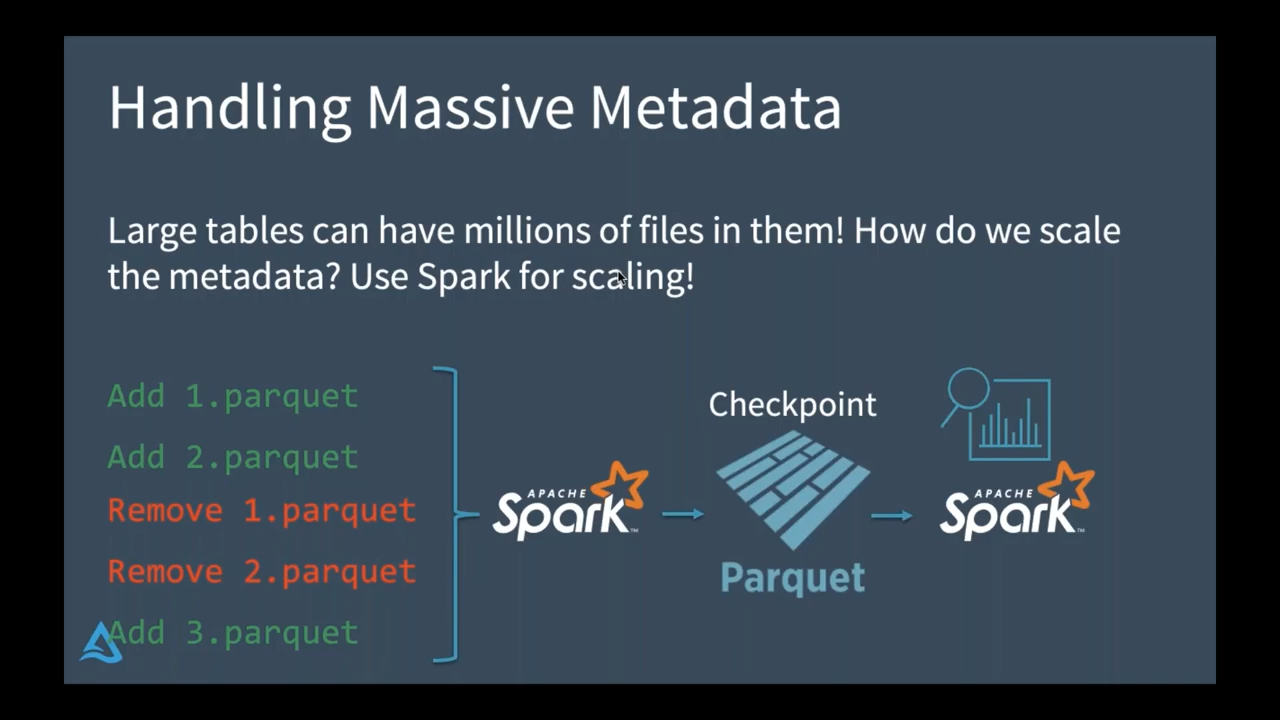 Handling Massive Metadata
Large tables can have millions of files in them! How do we scale
the metadata? Use Spark for scaling!
Add 1.parquet
Add 2.parquet
Remove 1.parquet
Remove 2.parquet
Add 3.parquet
APACHE
Spark™
Checkpoint
Parquet
APACHE
Spark™